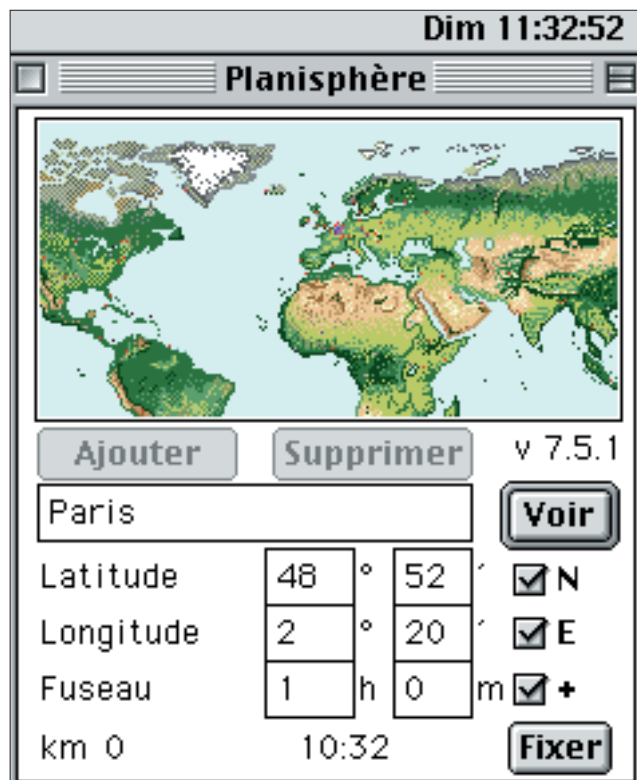 Dim 11:32:52
Planisphère
Ajouter Supprimer v 7.5.1
Paris Voir
Latitude 48 ° 52 ′ N
Longitude 2 ° 20 ′ E
Fuseau 1 h 0 m +
km 0 10:32 Fixer